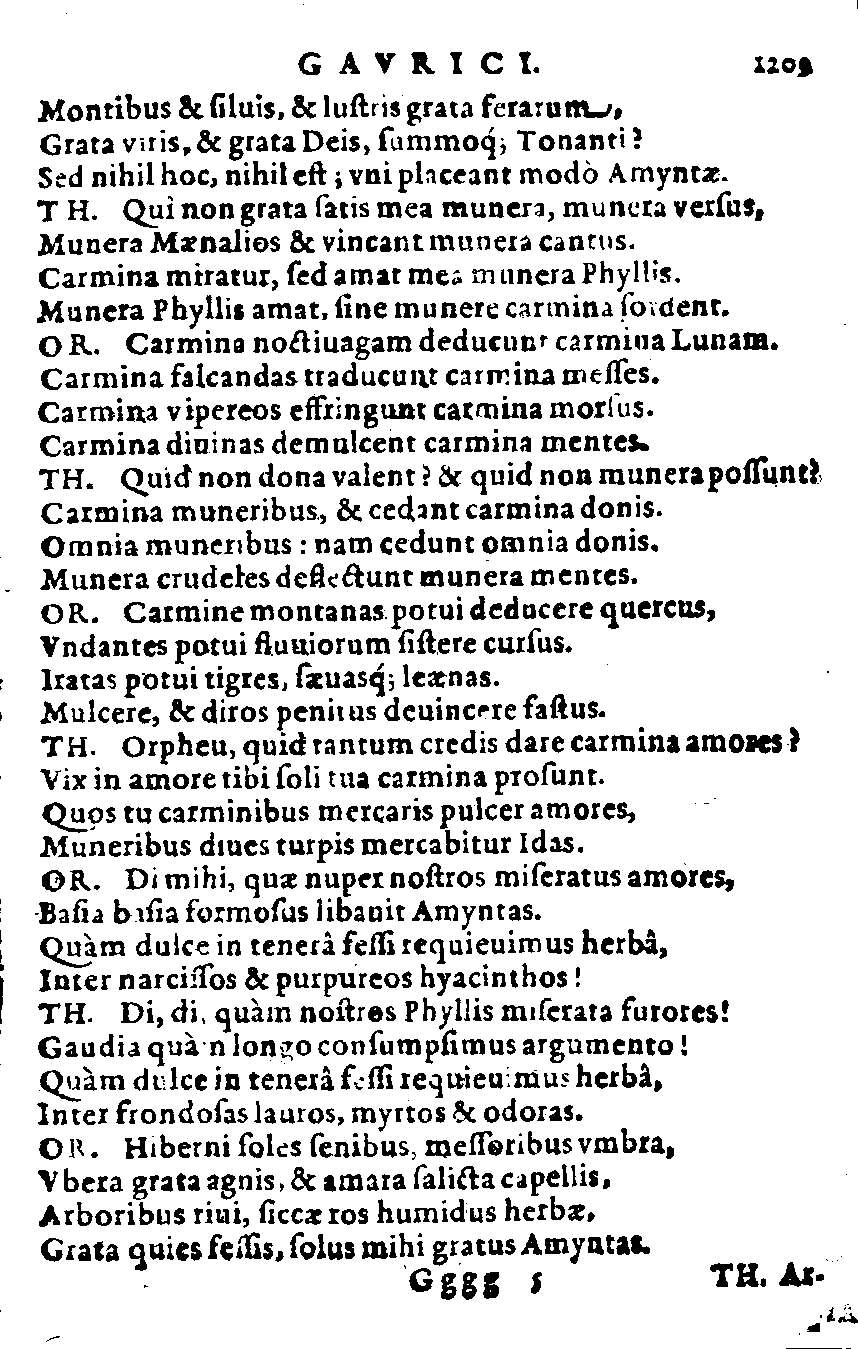 GAVRICI. 1209
Montibus & ſiluis, & luſtris grata ferarum,
Grata viris, & grata Deis, ſummoq́; Tonanti?
Sed nihil hoc, nihil eſt; vni placeant modò Amyntæ.
TH. Quì non grata ſatis mea munera, munera verſus,
Munera Mænalios & vincant munera cantus.
Carmina miratur, ſed amat mea munera Phyllis.
Munera Phyllis amat, ſine munere carmina ſordent.
OR. Carmina noctiuagam deducunt carmina Lunam.
Carmina falcandas traducunt carmina meſſes.
Carmina vipereos effringunt carmina morſus.
Carmina diuinas demulcent carmina mentes.
TH. Quid non dona valent? & quid non munera poſſunt?
Carmina muneribus, & cedant carmina donis.
Omnia muneribus: nam cedunt omnia donis.
Munera crudeles deflectunt munera mentes.
OR. Carmine montanas potui deducere quercus,
Vndantes potui fluuiorum ſiſtere curſus.
Iratas potui tigres, ſæuasq́; leænas.
Mulcere, & diros penitus deuincere faſtus.
TH. Orpheu, quid tantum credis dare carmina amores?
Vix in amore tibi ſoli tua carmina proſunt.
Quos tu carminibus mercaris pulcer amores,
Muneribus diues turpis mercabitur Idas.
OR. Di mihi, quæ nuper noſtros miſeratus amores,
Baſia baſia formoſus libauit Amyntas.
Quàm dulce in tenerâ feſſi requieuimus herbâ,
Inter narciſſos & purpureos hyacinthos!
TH. Di, di, quàm noſtros Phyllis miſerata furores!
Gaudia quàm longo conſumpſimus argumento!
Quàm dulce in tenerâ feſſi requieuimus herbâ,
Inter frondoſas lauros, myrtos & odoras.
OR. Hiberni ſoles ſenibus, meſſoribus vmbra,
Vbera grata agnis, & amara ſalicta capellis,
Arboribus riui, ſiccæ ros humidus herbæ,
Grata quies feſſis, ſolus mihi gratus Amyntas.
Gggg 5 TH. Ar-